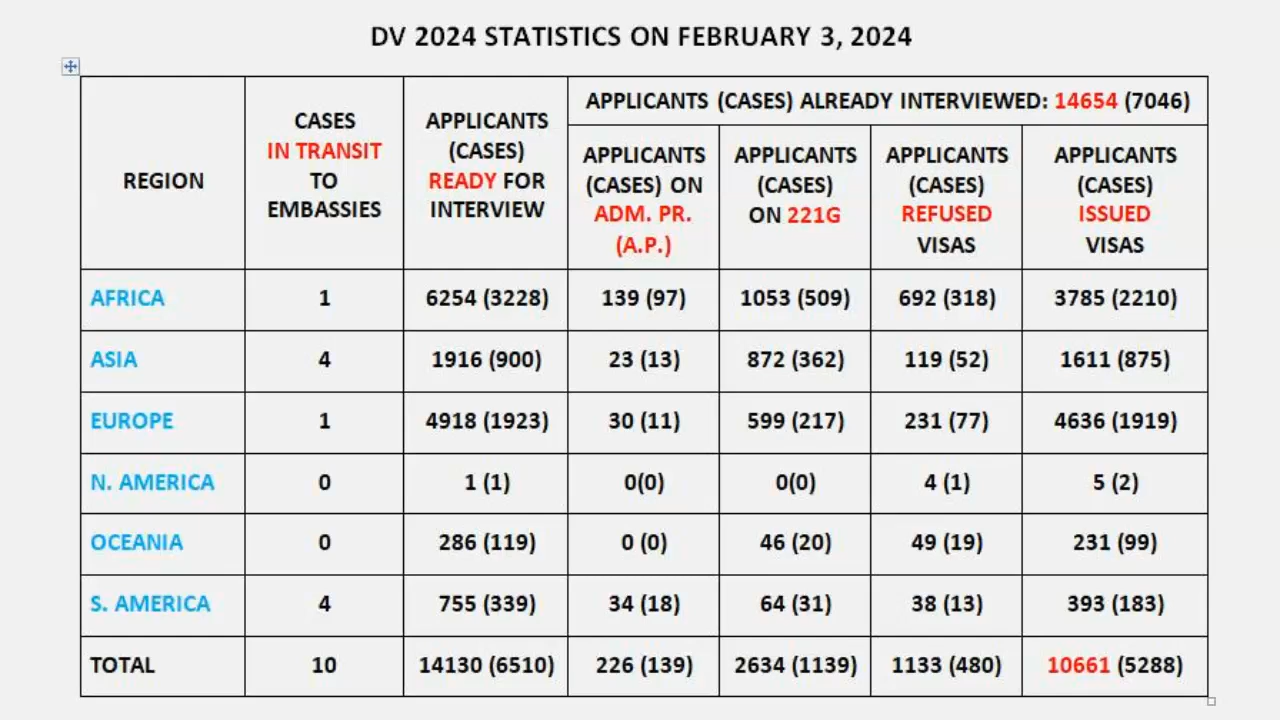 DV 2024 STATISTICS ON FEBRUARY 3, 2024
REGION
CASES
IN TRANSIT
TO
EMBASSIES
APPLICANTS
(CASES)
READY FOR
INTERVIEW
APPLICANTS (CASES) ALREADY INTERVIEWED: 14654 (7046)
APPLICANTS
(CASES) ON
ADM. PR.
(A.P.)
APPLICANTS
(CASES)
ON 221G
APPLICANTS
(CASES)
REFUSED
VISAS
APPLICANTS
(CASES)
ISSUED
VISAS
AFRICA 1 6254 (3228) 139 (97) 1053 (509) 692 (318) 3785 (2210)
ASIA 4 1916 (900) 23 (13) 872 (362) 119 (52) 1611 (875)
EUROPE 1 4918 (1923) 30 (11) 599 (217) 231 (77) 4636 (1919)
N. AMERICA 0 1 (1) 0(0) 0(0) 4 (1) 5 (2)
OCEANIA 0 286 (119) 0 (0) 46 (20) 49 (19) 231 (99)
S. AMERICA 4 755 (339) 34 (18) 64 (31) 38 (13) 393 (183)
TOTAL 10 14130 (6510) 226 (139) 2634 (1139) 1133 (480) 10661 (5288)